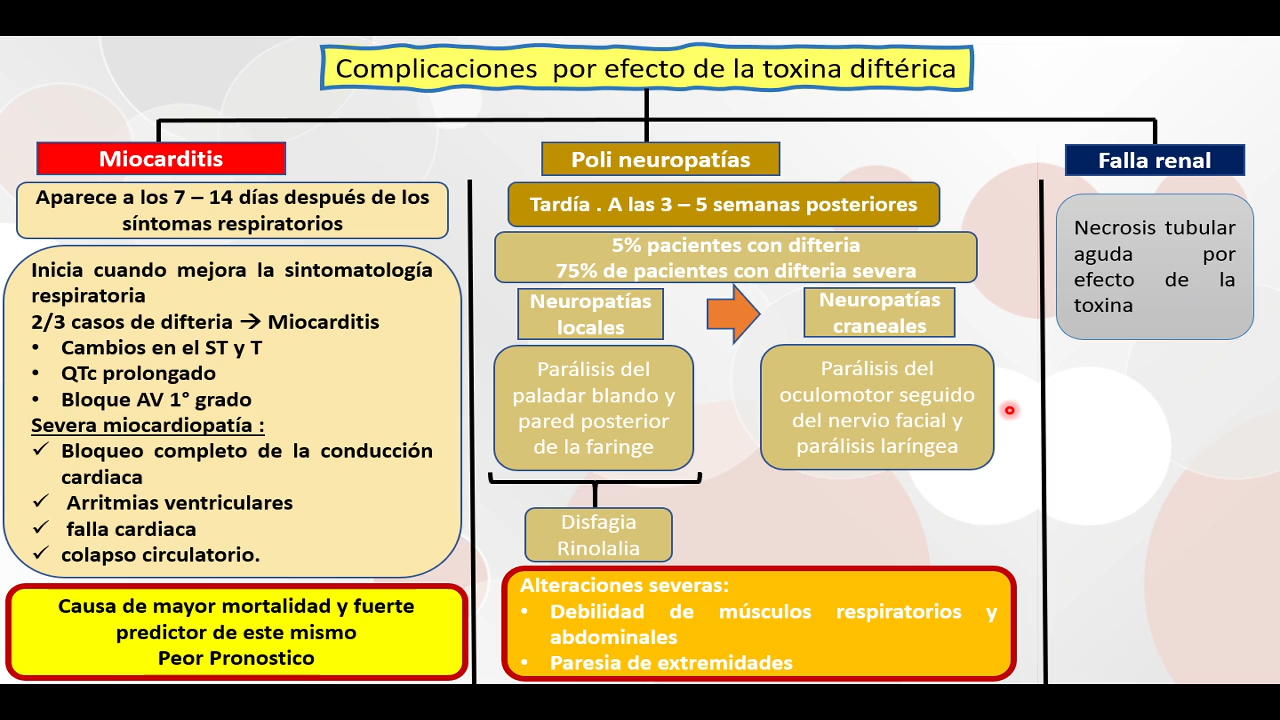 Complicaciones por efecto de la toxina diftérica
Miocarditis
Aparece a los 7 – 14 días después de los
síntomas respiratorios
Inicia cuando mejora la sintomatología
respiratoria
2/3 casos de difteria → Miocarditis
• Cambios en el ST y T
• QTc prolongado
• Bloque AV 1° grado
Severa miocardiopatía :
✓ Bloqueo completo de la conducción
cardiaca
✓ Arritmias ventriculares
✓ falla cardiaca
✓ colapso circulatorio.
Causa de mayor mortalidad y fuerte
predictor de este mismo
Peor Pronostico
Poli neuropatías
Tardía . A las 3 – 5 semanas posteriores
5% pacientes con difteria
75% de pacientes con difteria severa
Neuropatías
locales
Parálisis del
paladar blando y
pared posterior
de la faringe
Disfagia
Rinolalia
Neuropatías
craneales
Parálisis del
oculomotor seguido
del nervio facial y
parálisis laríngea
Alteraciones severas:
• Debilidad de músculos respiratorios y
abdominales
• Paresia de extremidades
Falla renal
Necrosis tubular
aguda por
efecto de la
toxina